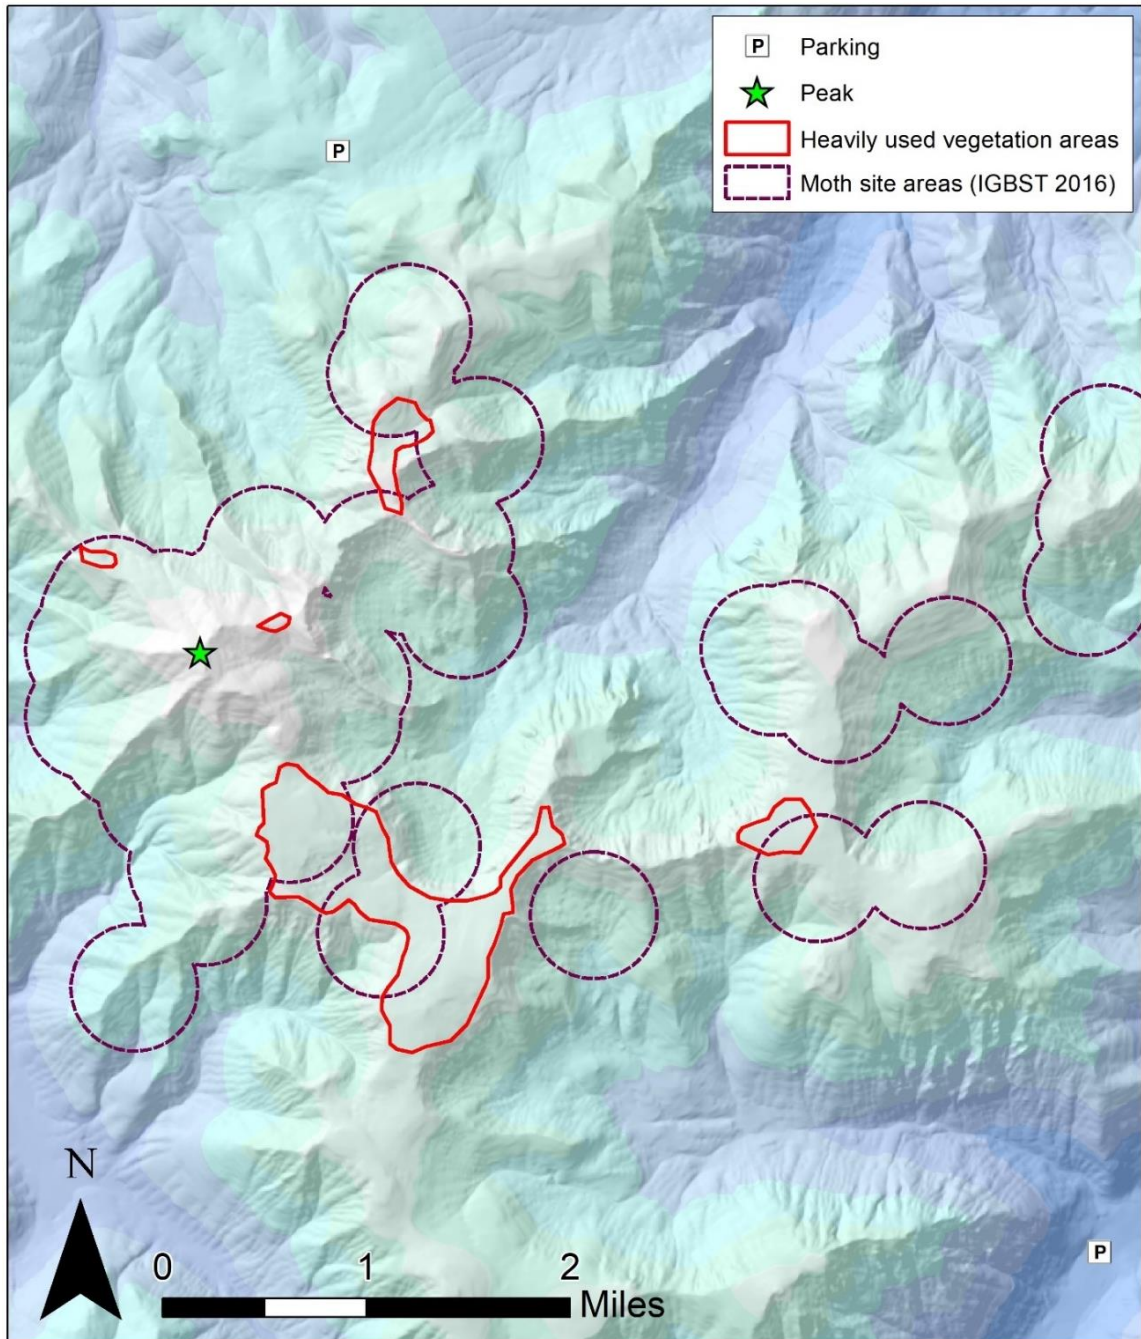 P Parking
Peak
Heavily used vegetation areas
Moth site areas (IGBST 2016)
P
N
0 1 2
Miles
P